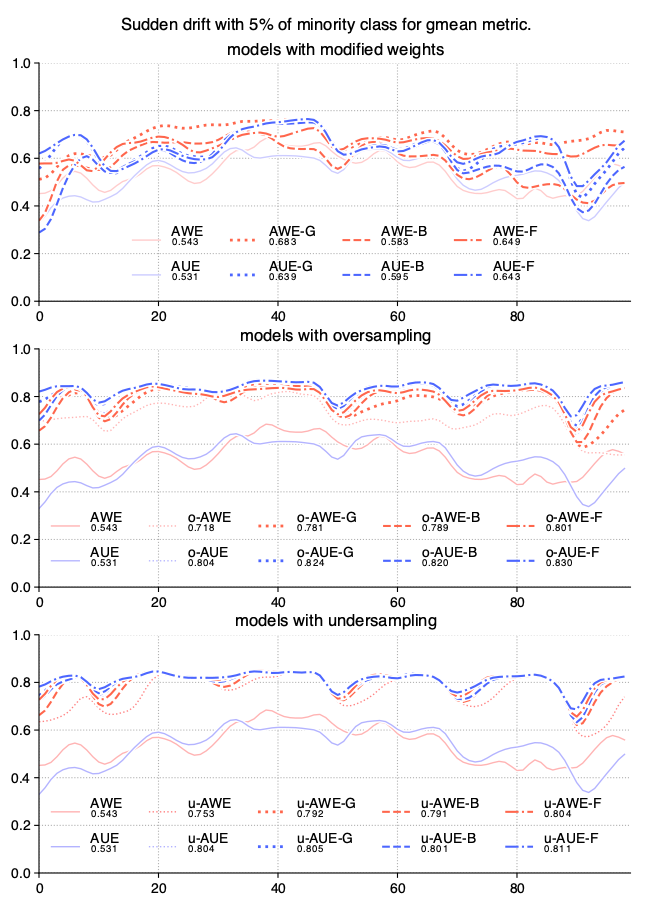 Sudden drift with 5% of minority class for gmean metric.
models with modified weights
1.0
0.8
0.6
0.4
0.2
0.0
AWE AWE-G AWE-B AWE-F
0.543 0.683 0.583 0.649
AUE AUE-G AUE-B AUE-F
0.531 0.639 0.595 0.643
0 20 40 60 80
models with oversampling
1.0
0.8
0.6
0.4
0.2
0.0
AWE o-AWE o-AWE-G o-AWE-B o-AWE-F
0.543 0.718 0.781 0.789 0.801
AUE o-AUE o-AUE-G o-AUE-B o-AUE-F
0.531 0.804 0.824 0.820 0.830
0 20 40 60 80
models with undersampling
1.0
0.8
0.6
0.4
0.2
0.0
AWE u-AWE u-AWE-G u-AWE-B u-AWE-F
0.543 0.753 0.792 0.791 0.804
AUE u-AUE u-AUE-G u-AUE-B u-AUE-F
0.531 0.804 0.805 0.801 0.811
0 20 40 60 80